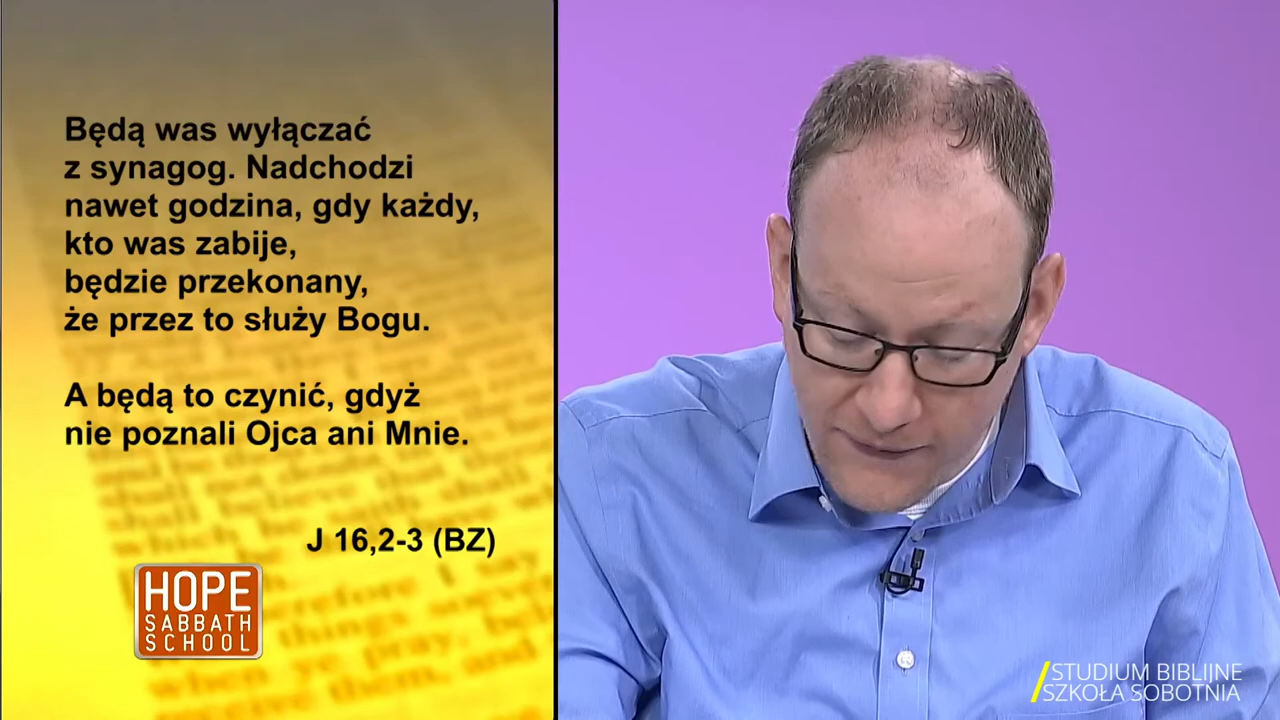 Będą was wyłączać
z synagog. Nadchodzi
nawet godzina, gdy każdy,
kto was zabije,
będzie przekonany,
że przez to służy Bogu.
A będą to czynić, gdyż
nie poznali Ojca ani Mnie.
J 16,2-3 (BZ)
HOPE
SABBATH
SCHOOL
STUDIUM BIBLIJNE
SZKOŁA SOBOTNIA